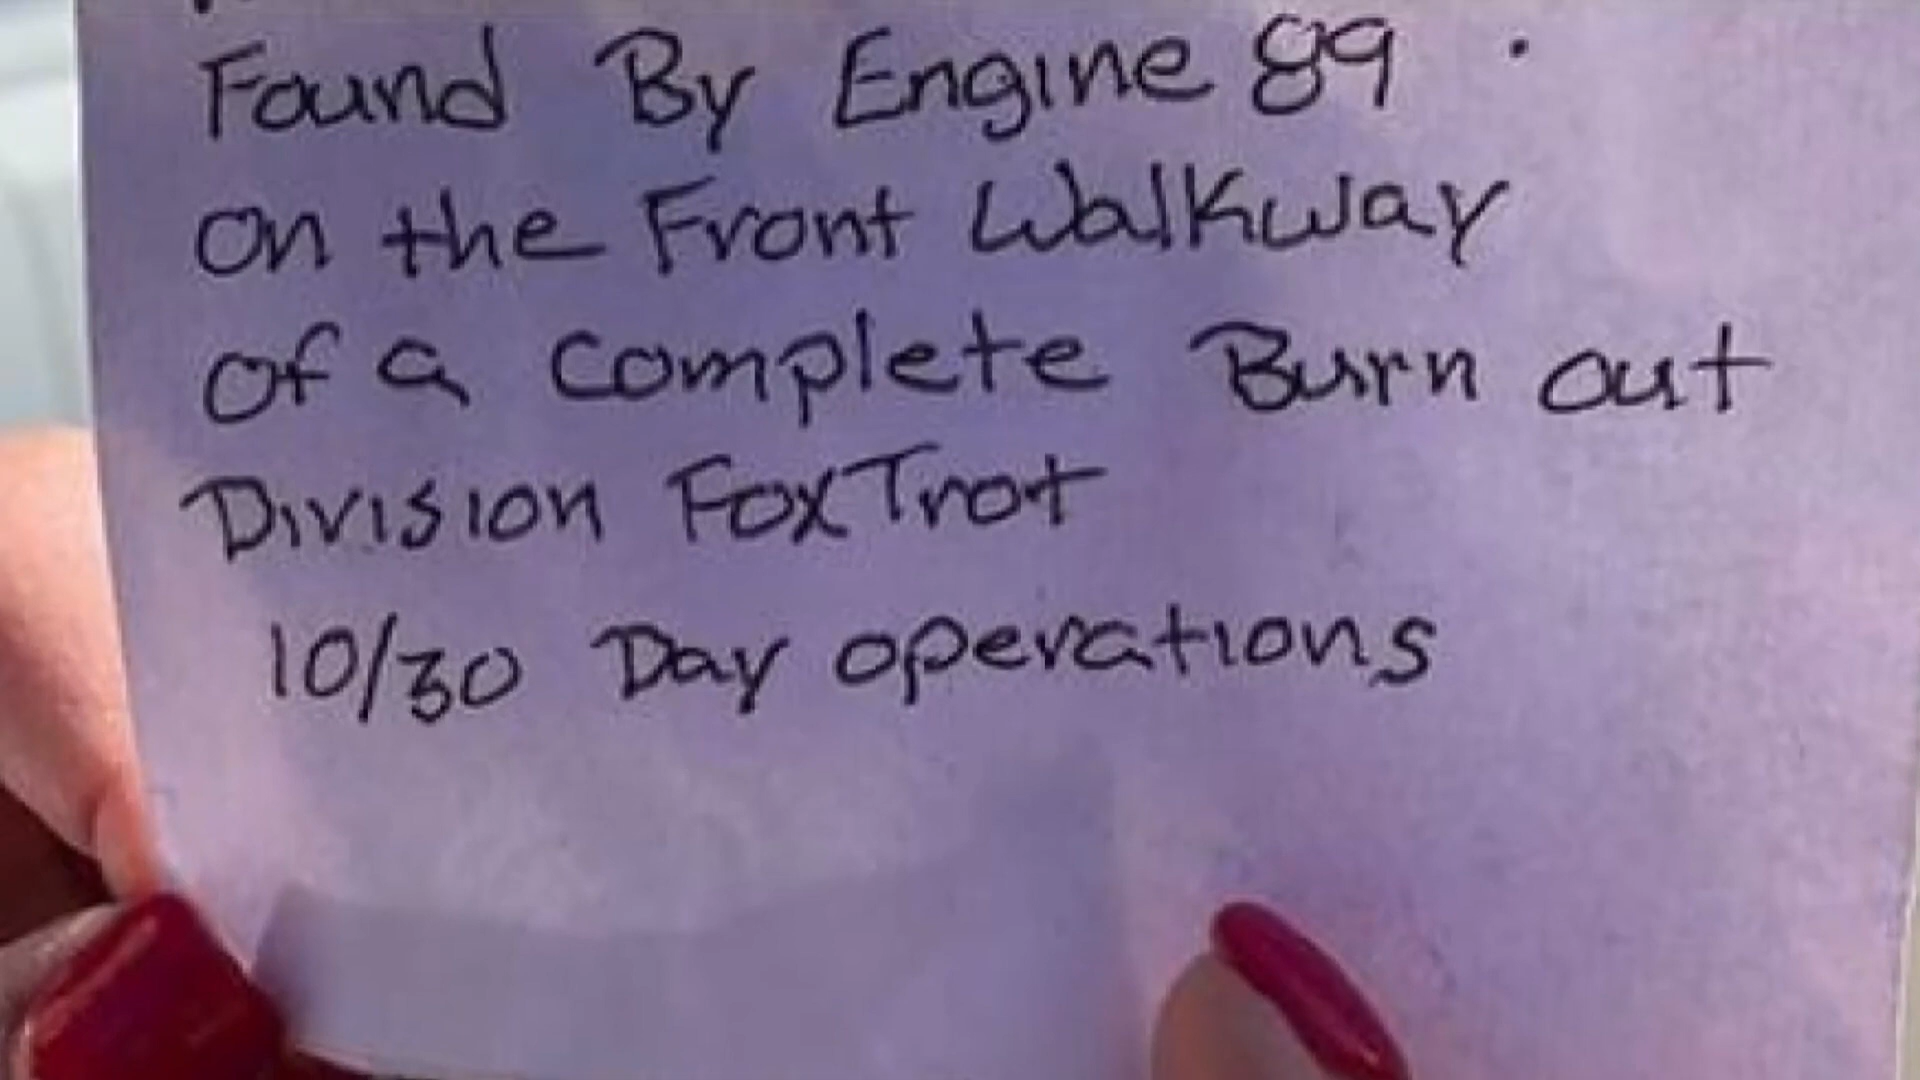 Found By Engine 89.
on the Front Walkway
of a complete Burn out
Division FoxTrot
10/30 Day operations